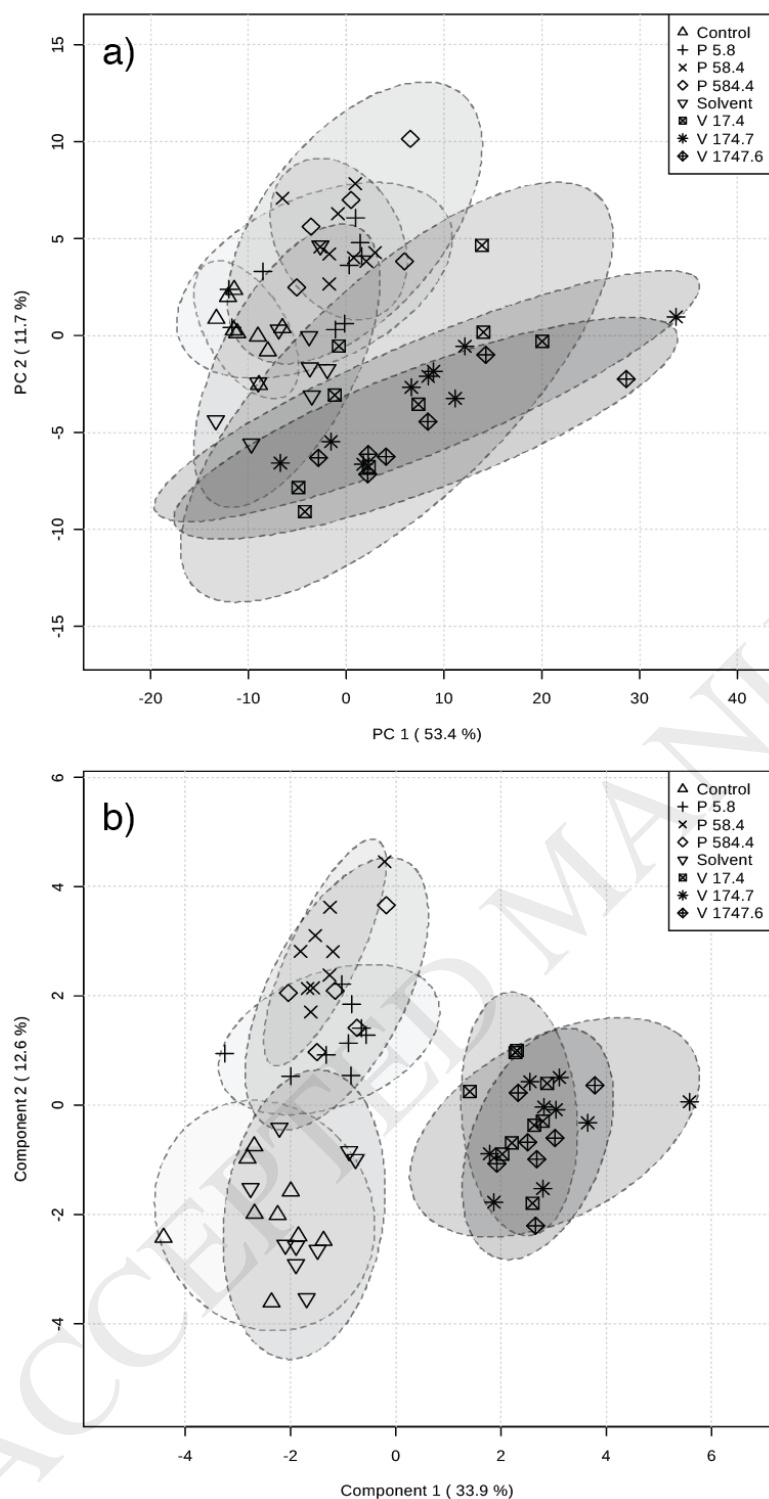 a)
Control
P 5.8
P 58.4
P 584.4
Solvent
V 17.4
V 174.7
V 1747.6
15
10
5
0
-5
-10
-15
PC 2 ( 11.7 %)
-20 -10 0 10 20 30 40
PC 1 ( 53.4 %)
b)
Control
P 5.8
P 58.4
P 584.4
Solvent
V 17.4
V 174.7
V 1747.6
6
4
2
0
-2
-4
Component 2 ( 12.6 %)
-4 -2 0 2 4 6
Component 1 ( 33.9 %)
ACCEPTED MANU